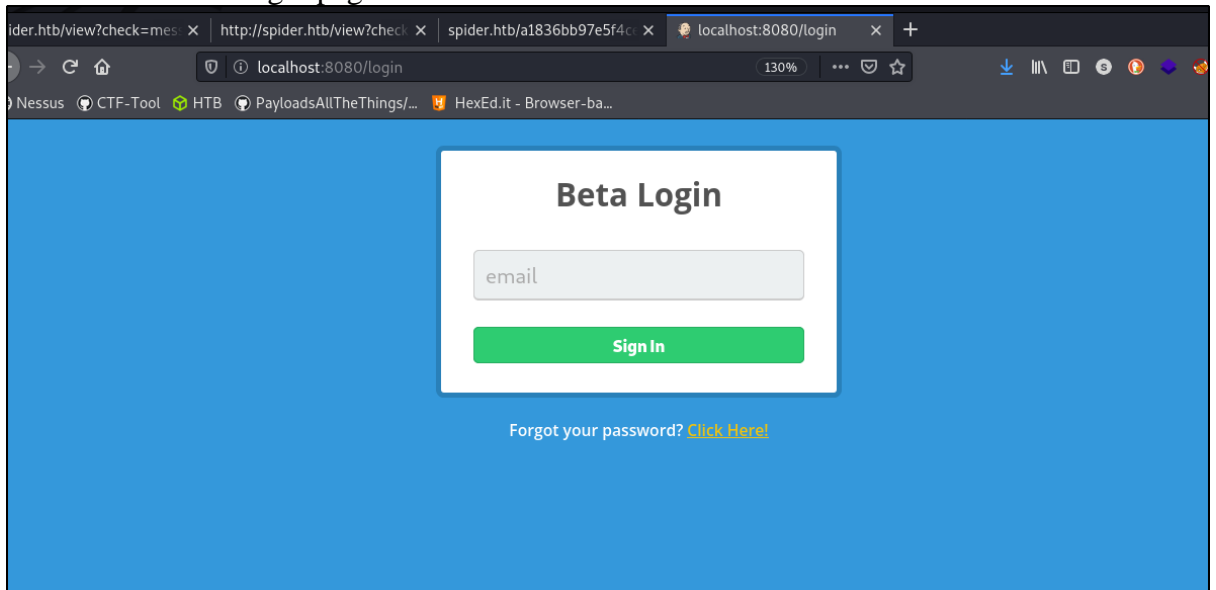 ider.htb/view?check=mes http://spider.htb/view?check spider.htb/a1836bb97e5f4c localhost:8080/login
localhost:8080/login 130%
Nessus CTF-Tool HTB PayloadsAllTheThings/... HexEd.it - Browser-ba...
Beta Login
email
Sign In
Forgot your password? Click Here!